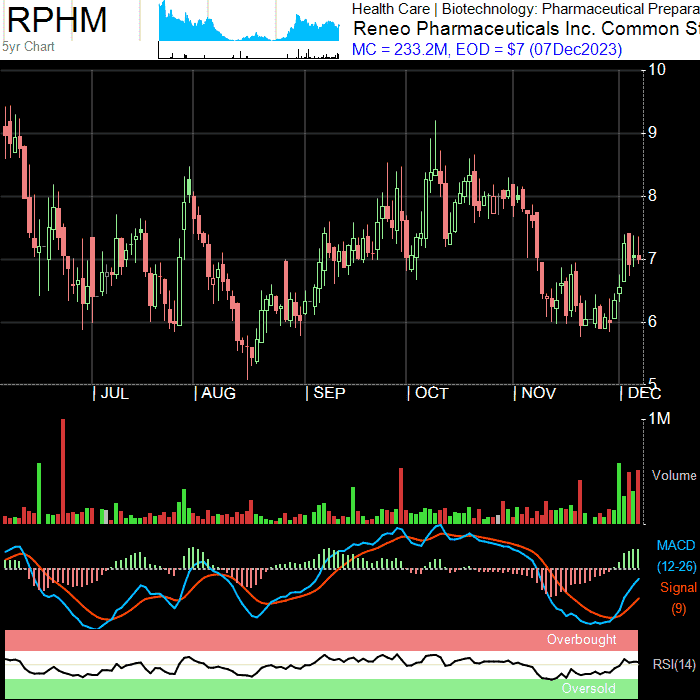 RPHM
5yr Chart
Health Care | Biotechnology: Pharmaceutical Prepara
Reneo Pharmaceuticals Inc. Common St
MC = 233.2M, EOD = $7 (07Dec2023)
10
9
8
7
6
5
JUL AUG SEP OCT NOV DEC
1M
Volume
MACD
(12-26)
Signal
(9)
Overbought
RSI(14)
Oversold